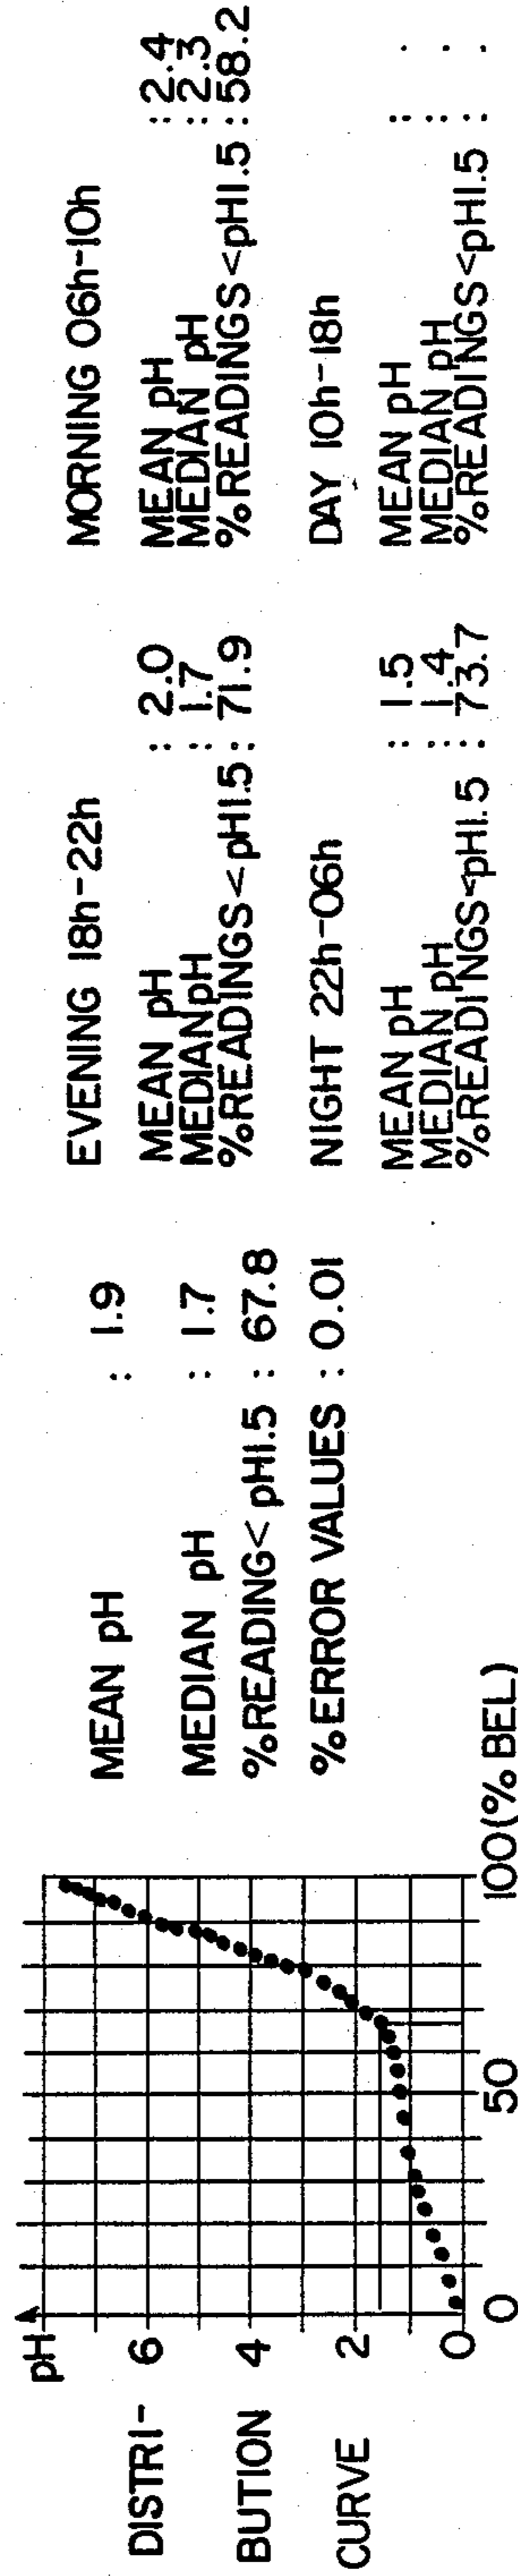 DISTRI-
BUTION
CURVE
pH
6
4
2
0
0 50 100 (% BEL)
MEAN pH : 1.9
MEDIAN pH : 1.7
%READING< pH1.5 : 67.8
%ERROR VALUES : 0.01
EVENING 18h-22h
MEAN pH : 2.0
MEDIAN pH : 1.7
%READINGS<pH1.5 : 71.9
NIGHT 22h-06h
MEAN pH : 1.5
MEDIAN pH : 1.4
%READINGS<pH1.5 : 73.7
MORNING 06h-10h
MEAN pH : 2.4
MEDIAN pH : 2.3
%READINGS<pH1.5 : 58.2
DAY 10h-18h
MEAN pH : .
MEDIAN pH : .
%READINGS<pH1.5 : .